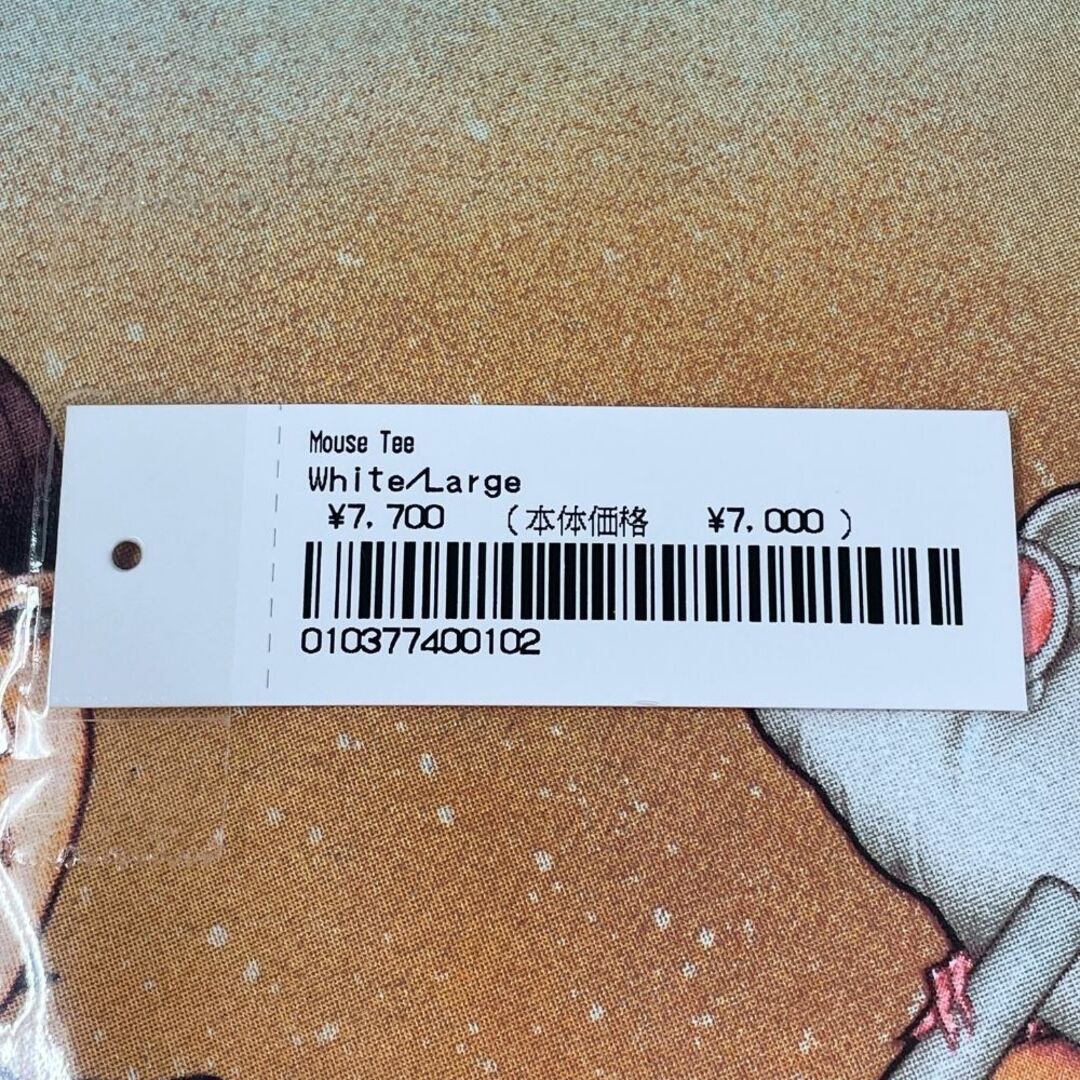 Mouse Tee
White/Large
¥7,700 (本体価格 ¥7,000)
010377400102